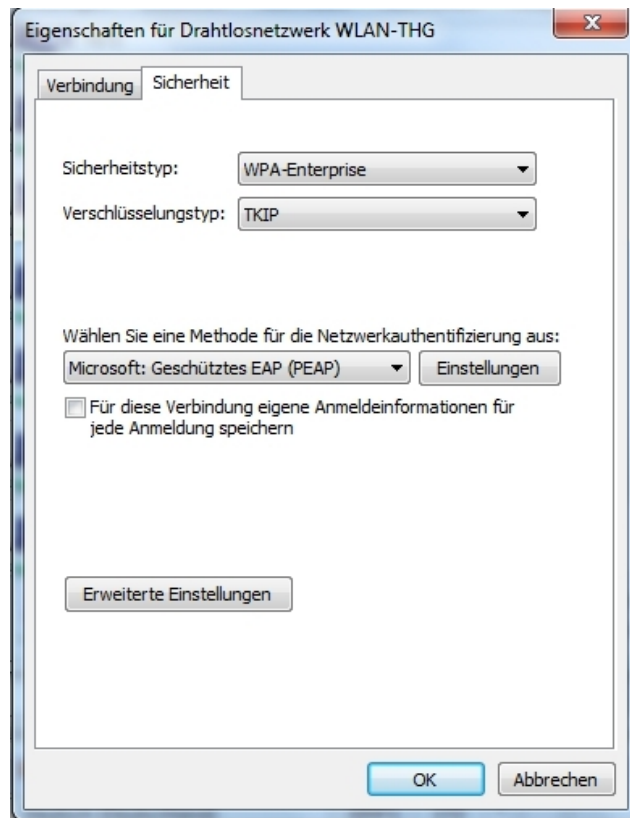 Eigenschaften für Drahtlosnetzwerk WLAN-THG
Verbindung Sicherheit
Sicherheitstyp: WPA-Enterprise
Verschlüsselungstyp: TKIP
Wählen Sie eine Methode für die Netzwerkauthentifizierung aus:
Microsoft: Geschütztes EAP (PEAP) Einstellungen
Für diese Verbindung eigene Anmeldeinformationen für
jede Anmeldung speichern
Erweiterte Einstellungen
OK Abbrechen